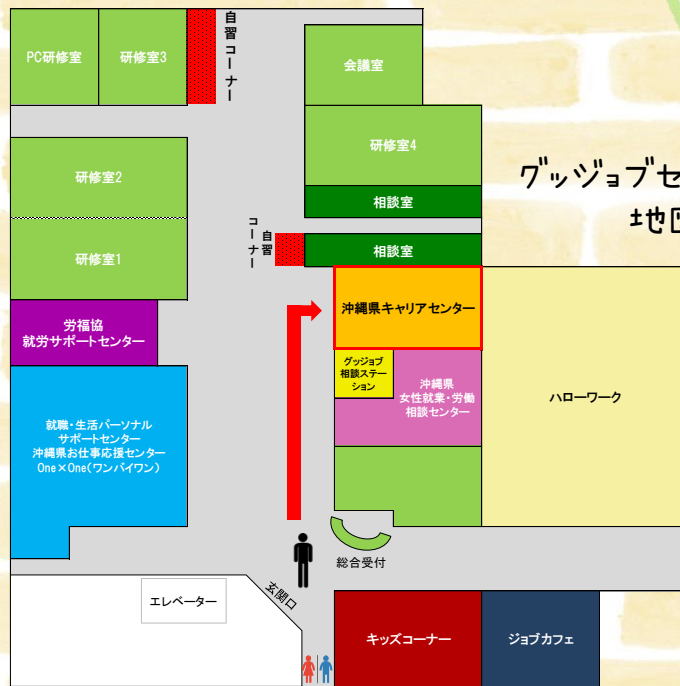 PC研修室
研修室3
自習コーナー
会議室
研修室4
グッジョブセ
地図
研修室2
相談室
自習
コーナー
相談室
研修室1
沖縄県キャリアセンター
労福協
就労サポートセンター
グッジョブ
相談ステー
ション
沖縄県
女性就業・労働
相談センター
ハローワーク
就職・生活パーソナル
サポートセンター
沖縄県お仕事応援センター
One×One(ワンバイワン)
総合受付
エレベーター
玄関口
キッズコーナー
ジョブカフェ